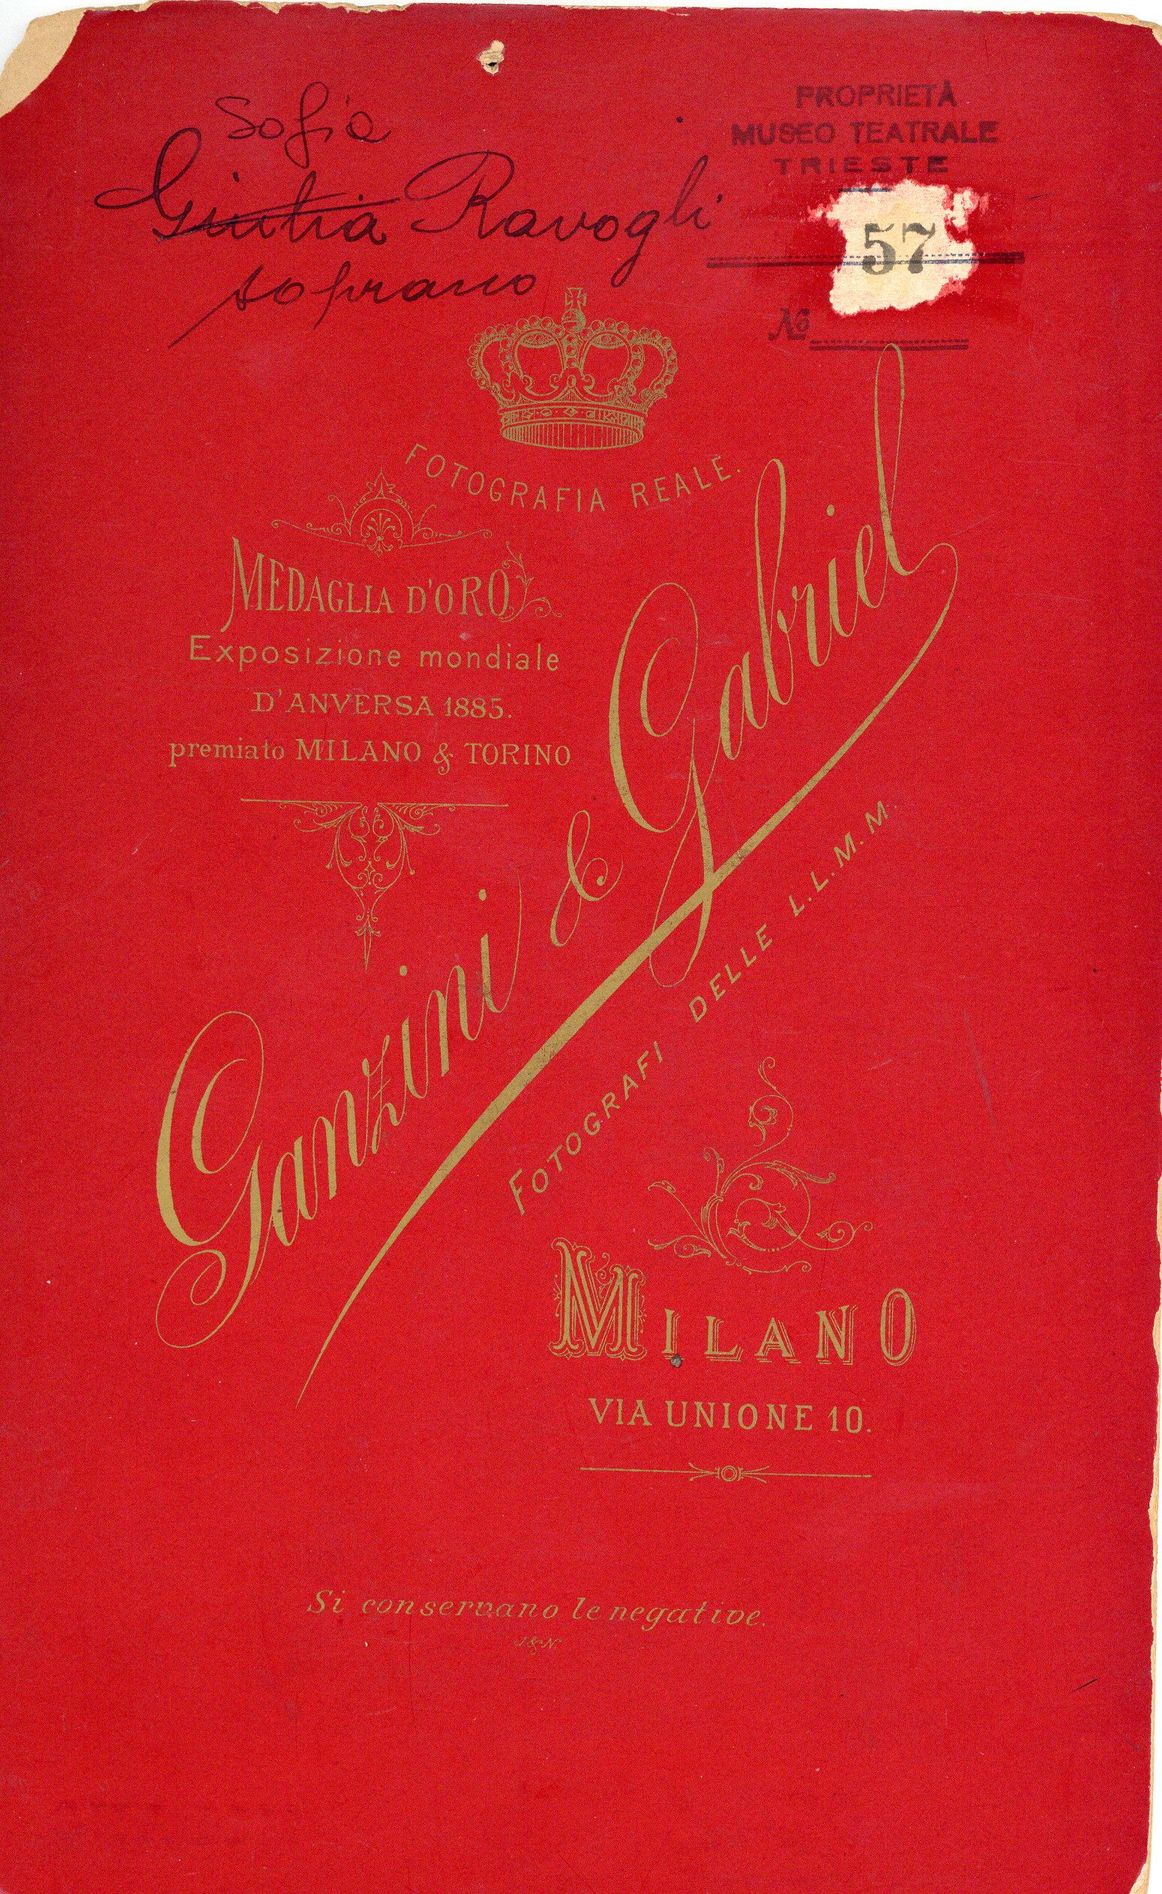 Sofia
Giulia Ravogli
soprano
PROPRIETÀ
MUSEO TEATRALE
TRIESTE
57
No
FOTOGRAFIA REALE.
MEDAGLIA D'ORO
Exposizione mondiale
D'ANVERSA 1885.
premiato MILANO & TORINO
Ganzini & Gabriel
FOTOGRAFI DELLE L.L.M.M.
MILANO
VIA UNIONE 10.
Si conservano le negative.
J.&N.